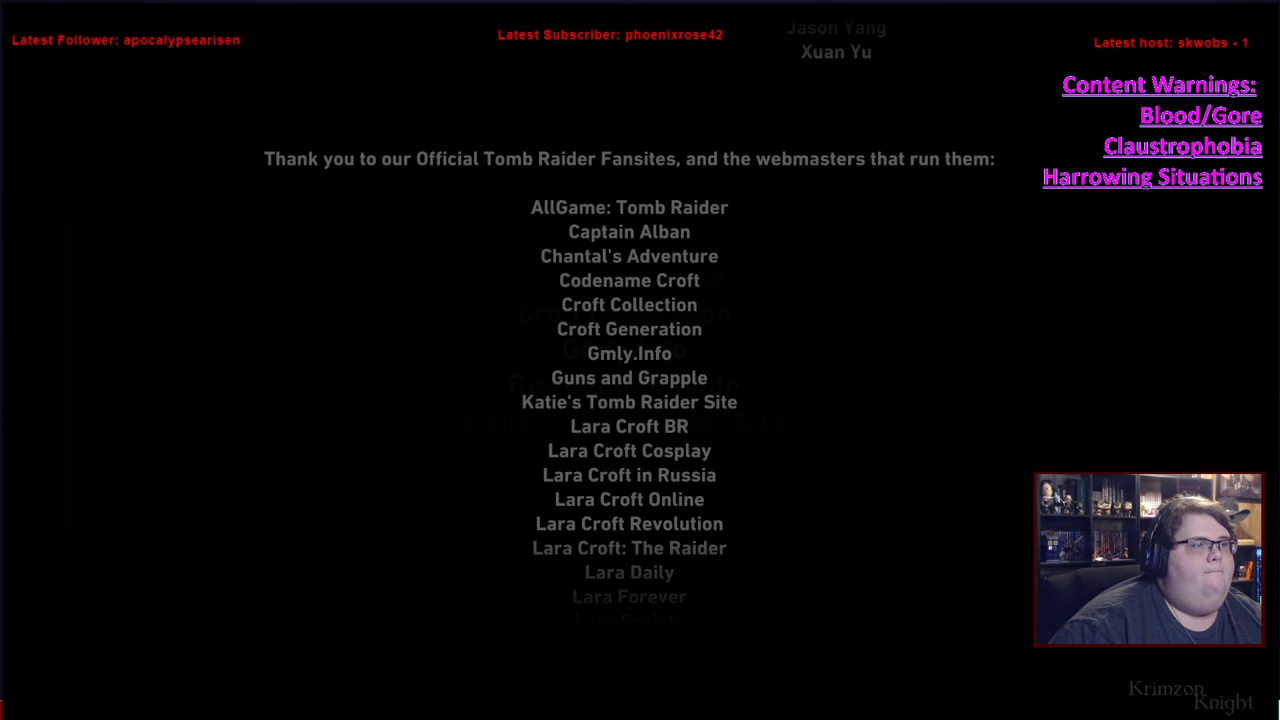 Jason Yang
Xuan Yu
Latest Follower: apocalypsearisen
Latest Subscriber: phoenixrose42
Latest host: skwobs - 1
Content Warnings:
Blood/Gore
Claustrophobia
Harrowing Situations
Thank you to our Official Tomb Raider Fansites, and the webmasters that run them:
AllGame: Tomb Raider
Captain Alban
Chantal's Adventure
Codename Croft
Croft Collection
Croft Generation
Gmly.Info
Guns and Grapple
Katie's Tomb Raider Site
Lara Croft BR
Lara Croft Cosplay
Lara Croft in Russia
Lara Croft Online
Lara Croft Revolution
Lara Croft: The Raider
Lara Daily
Lara Forever
Krimzon
Knight